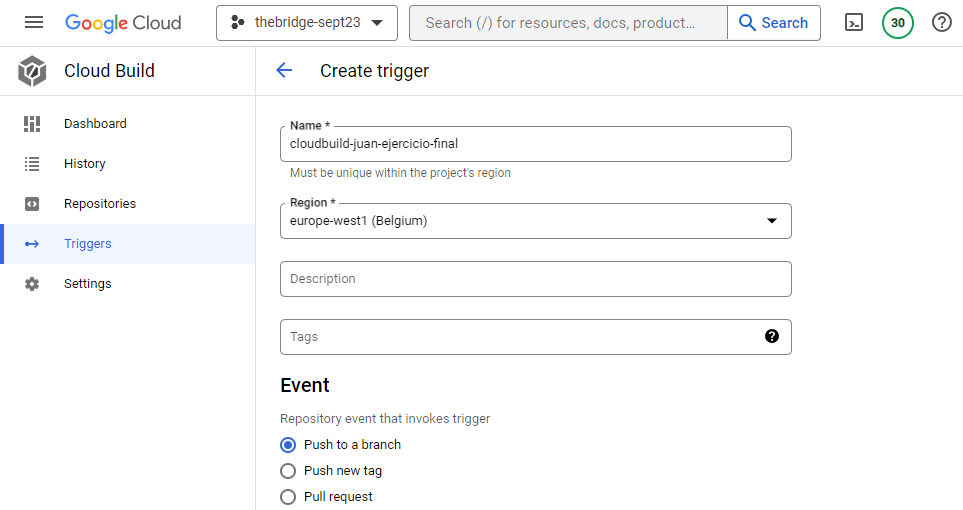 Google Cloud
thebridge-sept23
Search (/) for resources, docs, product...
Search
30
Cloud Build
Create trigger
Dashboard
History
Repositories
Triggers
Settings
Name *
cloudbuild-juan-ejercicio-final
Must be unique within the project's region
Region *
europe-west1 (Belgium)
Description
Tags
Event
Repository event that invokes trigger
Push to a branch
Push new tag
Pull request